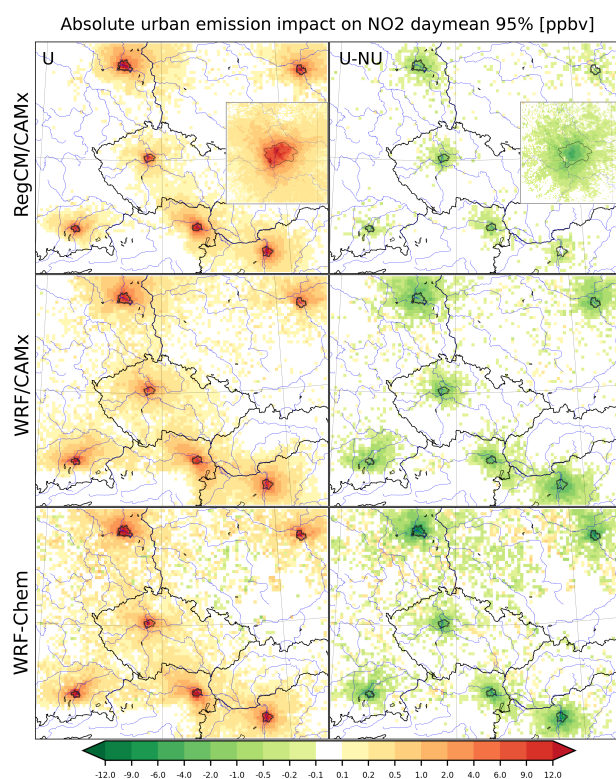 Absolute urban emission impact on NO2 daymean 95% [ppbv]
U
U-NU
RegCM/CAMx
WRF/CAMx
WRF-Chem
-12.0 -9.0 -6.0 -4.0 -2.0 -1.0 -0.5 -0.2 -0.1 0.1 0.2 0.5 1.0 2.0 4.0 6.0 9.0 12.0